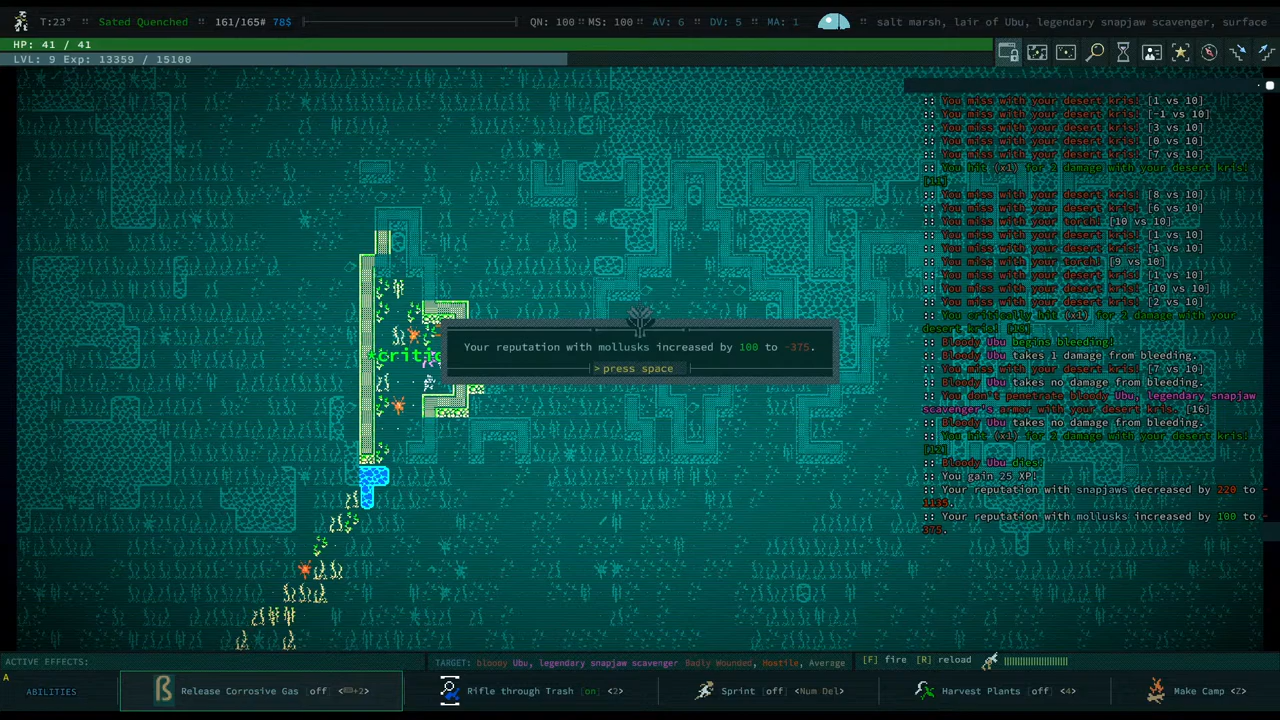 T:23° :: Sated Quenched :: 161/165# 78$ QN: 100 :: MS: 100 :: AV: 6 :: DV: 5 :: MA: 1 salt marsh, lair of Ubu, legendary snapjaw scavenger, surface
HP: 41 / 41
LVL: 9 Exp: 13359 / 15100
:: You miss with your desert kris! [1 vs 10]
:: You miss with your desert kris! [-1 vs 10]
:: You miss with your desert kris! [3 vs 10]
:: You miss with your desert kris! [0 vs 10]
:: You miss with your desert kris! [7 vs 10]
:: You hit (x1) for 2 damage with your desert kris!
[11]
:: You miss with your desert kris! [8 vs 10]
:: You miss with your desert kris! [6 vs 10]
:: You miss with your torch! [10 vs 10]
:: You miss with your desert kris! [1 vs 10]
:: You miss with your desert kris! [1 vs 10]
:: You miss with your torch! [9 vs 10]
:: You miss with your desert kris! [1 vs 10]
:: You miss with your desert kris! [10 vs 10]
:: You miss with your desert kris! [2 vs 10]
:: You critically hit (x1) for 2 damage with your
desert kris! [18]
:: Bloody Ubu begins bleeding!
:: Bloody Ubu takes 1 damage from bleeding.
:: You miss with your desert kris! [7 vs 10]
:: Bloody Ubu takes no damage from bleeding.
:: You don't penetrate bloody Ubu, legendary snapjaw
scavenger's armor with your desert kris. [16]
:: Bloody Ubu takes no damage from bleeding.
:: You hit (x1) for 2 damage with your desert kris!
[12]
:: Bloody Ubu dies!
:: You gain 25 XP!
:: Your reputation with snapjaws decreased by 220 to -
1135.
:: Your reputation with mollusks increased by 100 to -
375.
*critic
Your reputation with mollusks increased by 100 to -375.
> press space
ACTIVE EFFECTS: TARGET: bloody Ubu, legendary snapjaw scavenger Badly Wounded, Hostile, Average [F] fire [R] reload
A
ABILITIES Release Corrosive Gas off <+2> Rifle through Trash [on] <2> Sprint [off] <Num Del> Harvest Plants [off] <4> Make Camp <Z>